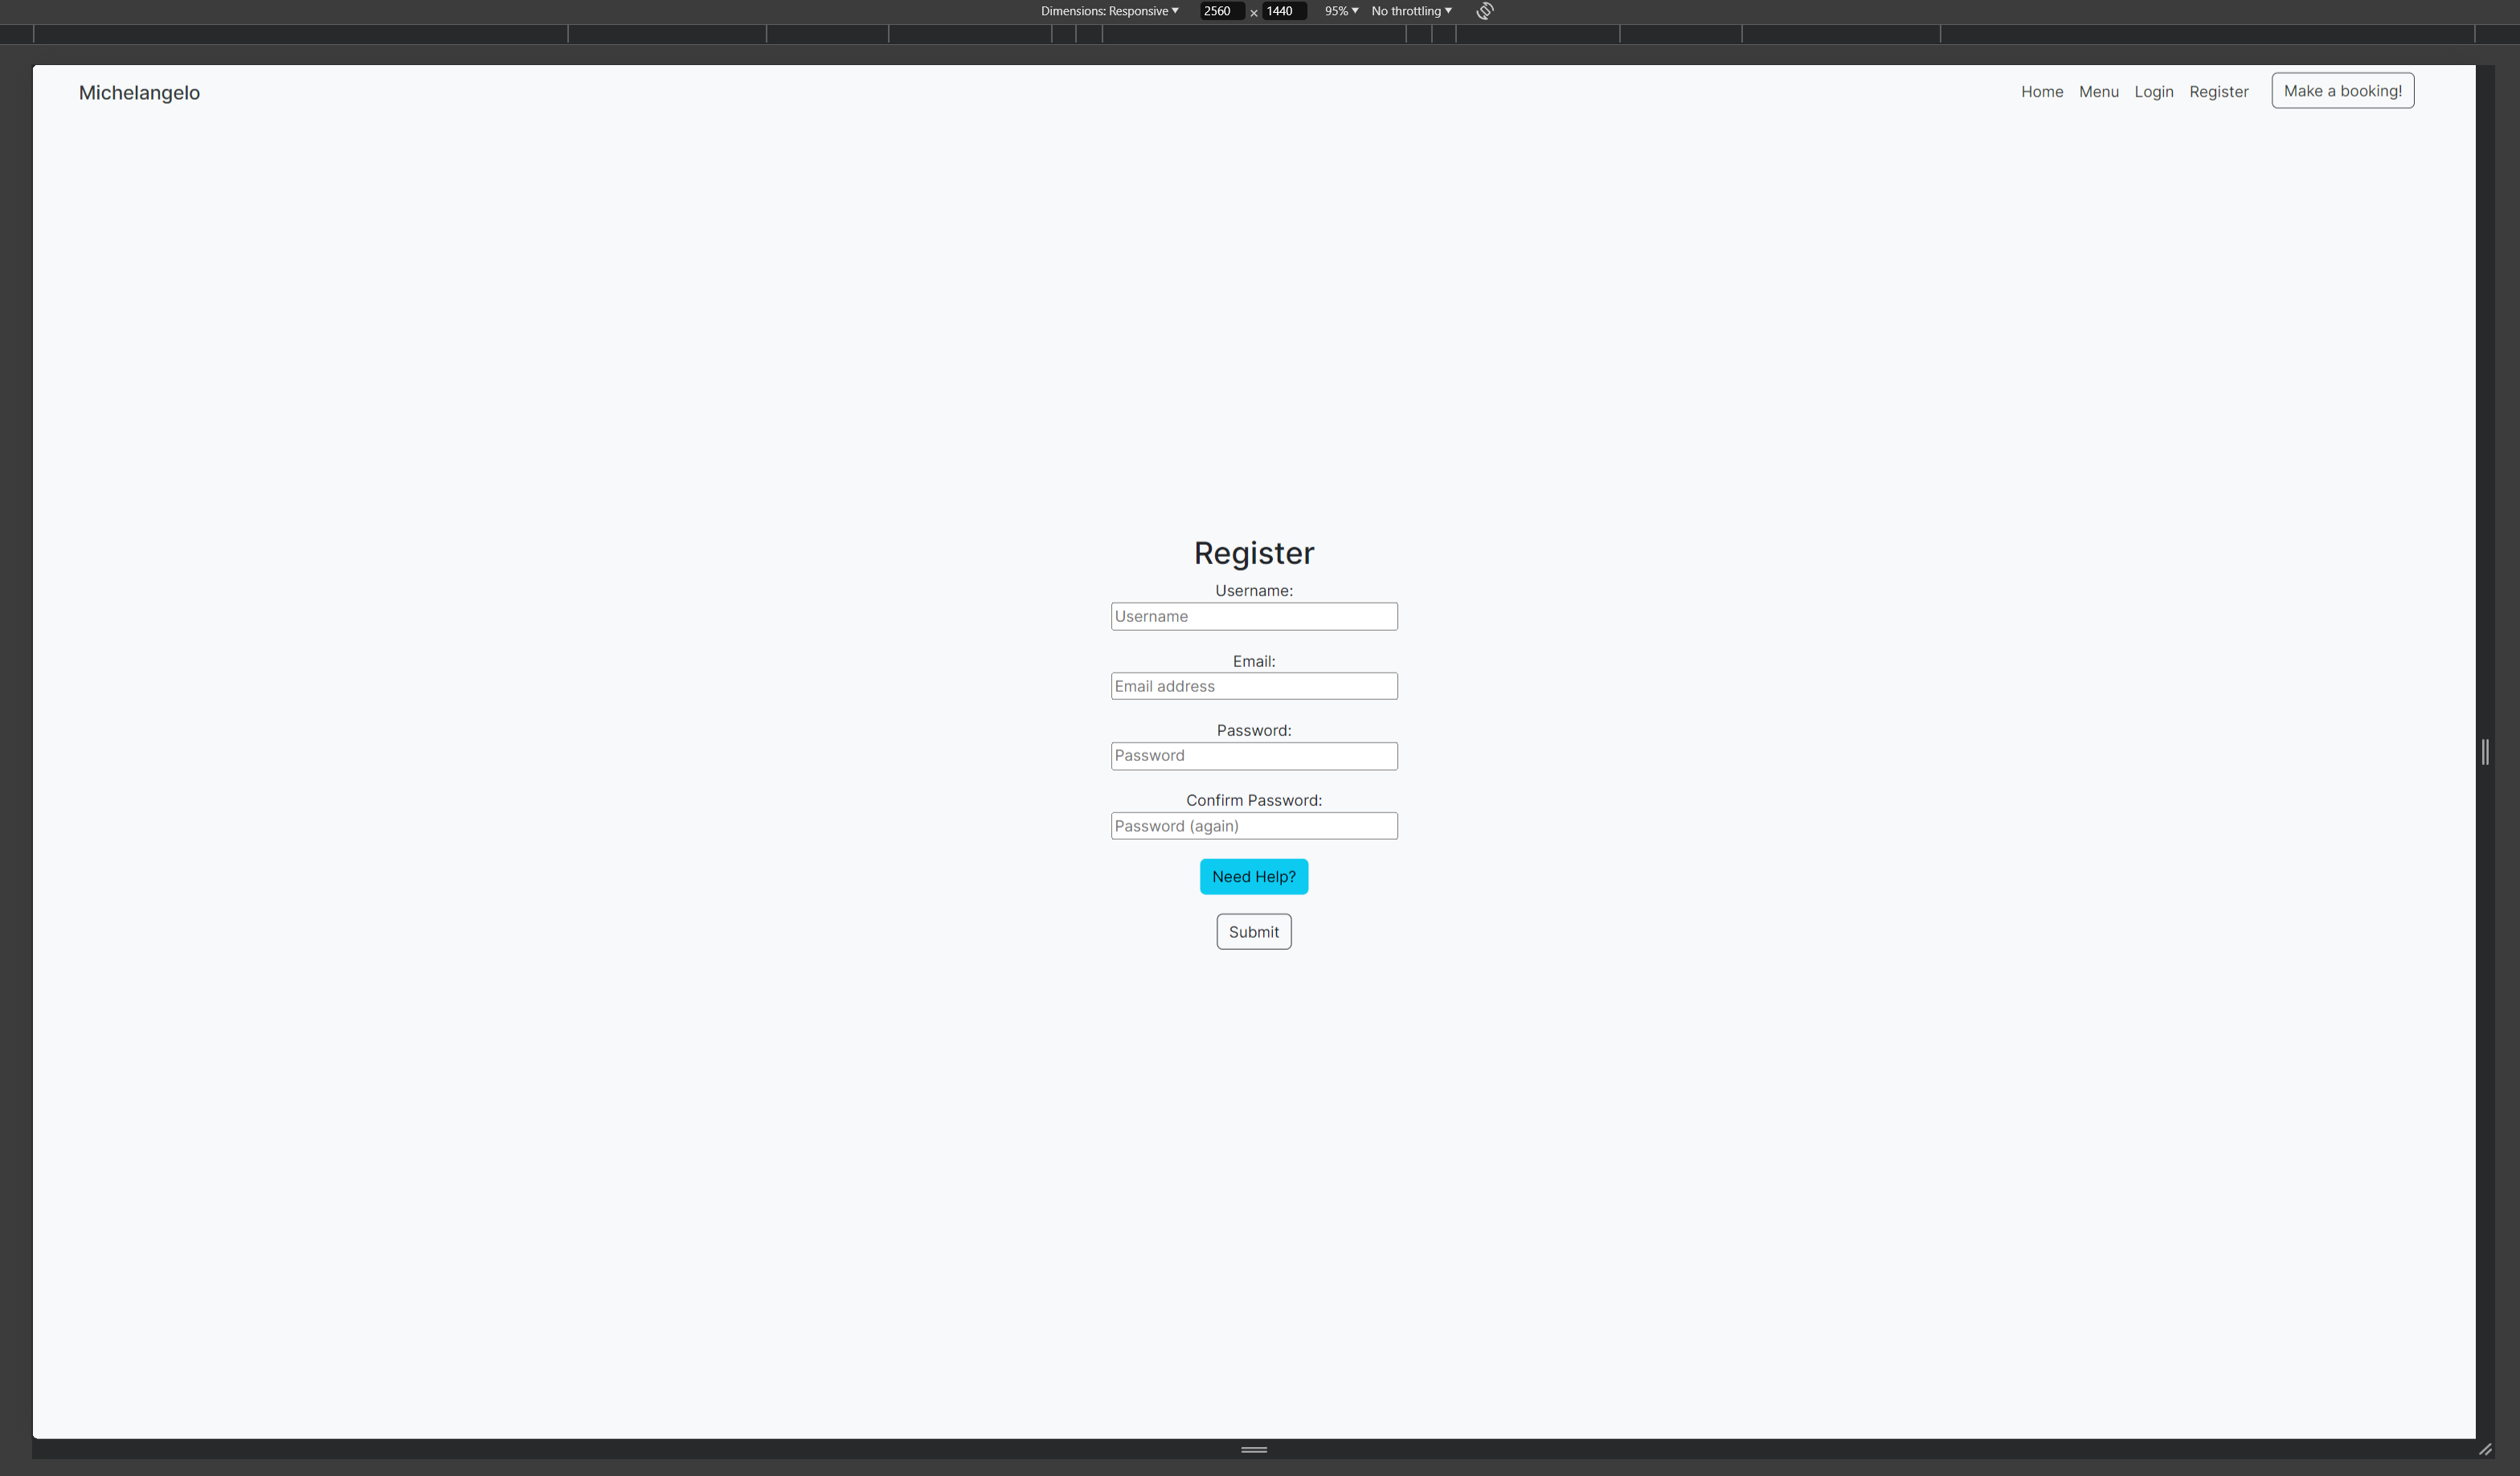 Dimensions: Responsive 2560 × 1440 95% No throttling
Michelangelo Home Menu Login Register Make a booking!
Register
Username:
Username
Email:
Email address
Password:
Password
Confirm Password:
Password (again)
Need Help?
Submit